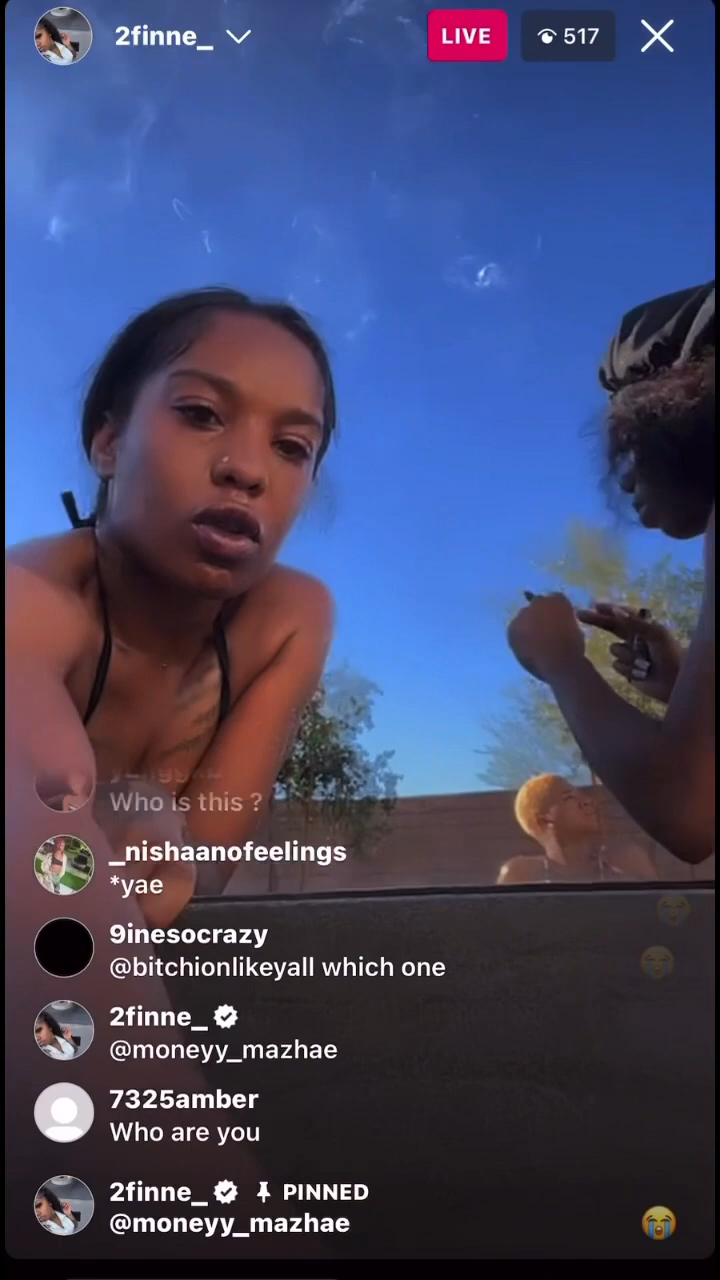 2finne_
LIVE
517
Who is this ?
_nishaanofeelings
*yae
9inesocrazy
@bitchionlikeyall which one
2finne_
@moneyy_mazhae
7325amber
Who are you
2finne_ PINNED
@moneyy_mazhae